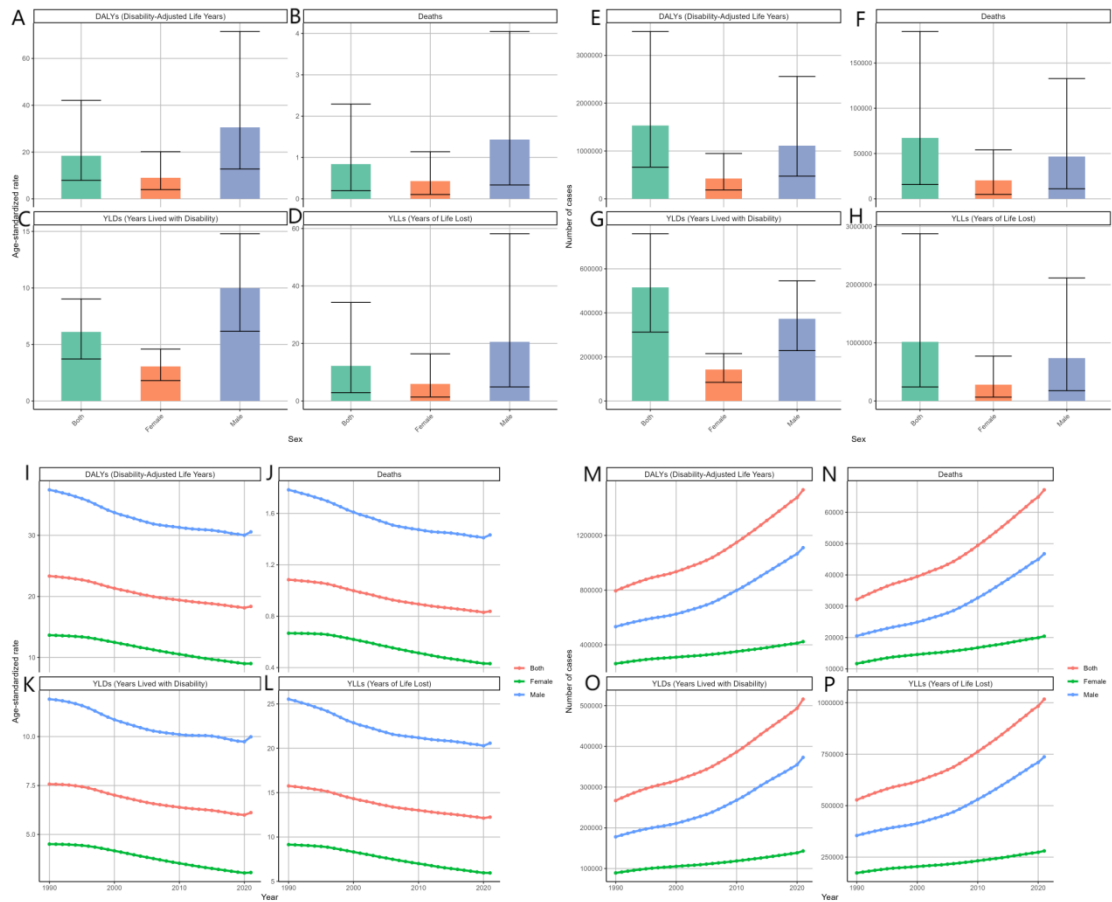 A
DALYs (Disability-Adjusted Life Years)
60
40
20
0
B
Deaths
4
3
2
1
0
C
YLDs (Years Lived with Disability)
15
10
5
0
D
YLLs (Years of Life Lost)
60
40
20
0
Age-standardized rate
Both
Female
Male
Both
Female
Male
Sex
E
DALYs (Disability-Adjusted Life Years)
3000000
2000000
1000000
0
F
Deaths
150000
100000
50000
0
G
YLDs (Years Lived with Disability)
600000
400000
200000
0
H
YLLs (Years of Life Lost)
3000000
2000000
1000000
0
Number of cases
Both
Female
Male
Both
Female
Male
Sex
I
DALYs (Disability-Adjusted Life Years)
30
20
10
J
Deaths
1.6
1.2
0.8
0.4
K
YLDs (Years Lived with Disability)
10.0
7.5
5.0
L
YLLs (Years of Life Lost)
25
20
15
10
5
Age-standardized rate
1990
2000
2010
2020
1990
2000
2010
2020
Year
Both
Female
Male
M
DALYs (Disability-Adjusted Life Years)
1200000
800000
400000
N
Deaths
60000
50000
40000
30000
20000
10000
O
YLDs (Years Lived with Disability)
500000
400000
300000
200000
100000
P
YLLs (Years of Life Lost)
1000000
750000
500000
250000
Number of cases
1990
2000
2010
2020
1990
2000
2010
2020
Year
Both
Female
Male